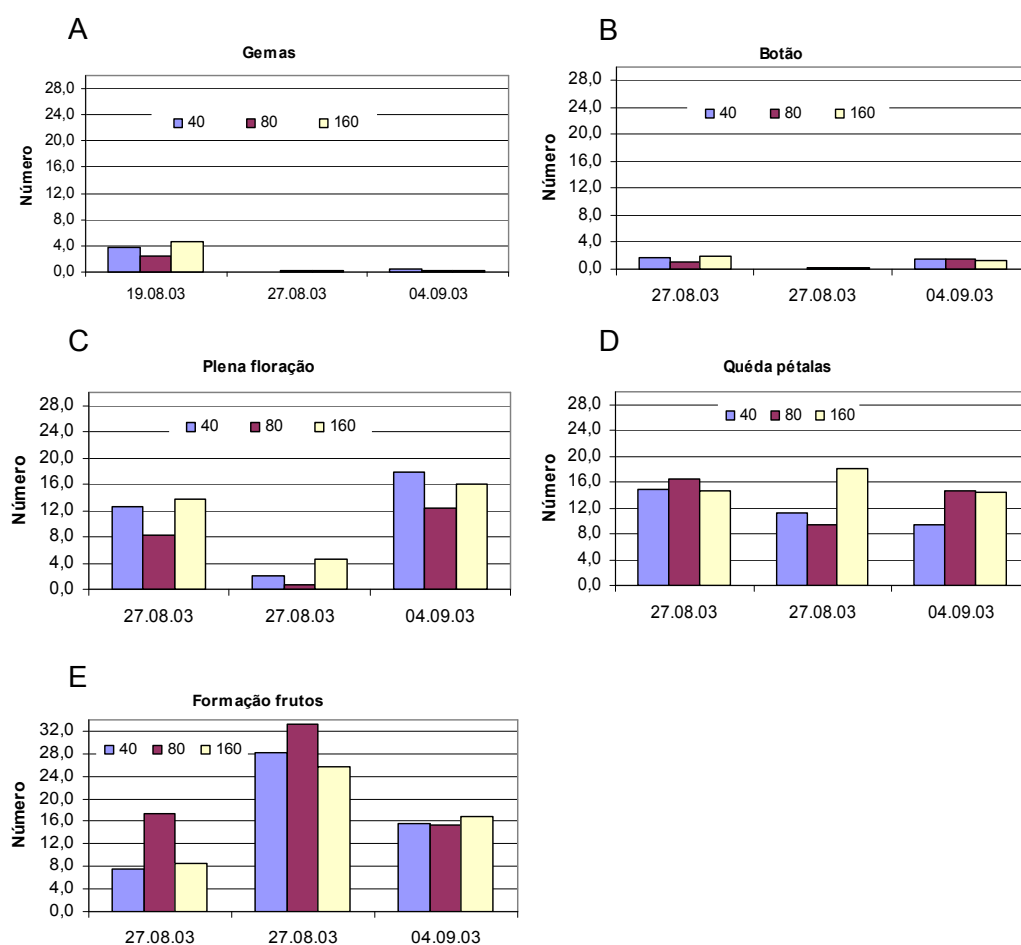 A
Gemas
Número
28,0
24,0
20,0
16,0
12,0
8,0
4,0
0,0
40 80 160
19.08.03 27.08.03 04.09.03
B
Botão
Número
28,0
24,0
20,0
16,0
12,0
8,0
4,0
0,0
40 80 160
27.08.03 27.08.03 04.09.03
C
Plena floração
Número
28,0
24,0
20,0
16,0
12,0
8,0
4,0
0,0
40 80 160
27.08.03 27.08.03 04.09.03
D
Quéda pétalas
Número
28,0
24,0
20,0
16,0
12,0
8,0
4,0
0,0
40 80 160
27.08.03 27.08.03 04.09.03
E
Formação frutos
Número
32,0
28,0
24,0
20,0
16,0
12,0
8,0
4,0
0,0
40 80 160
27.08.03 27.08.03 04.09.03